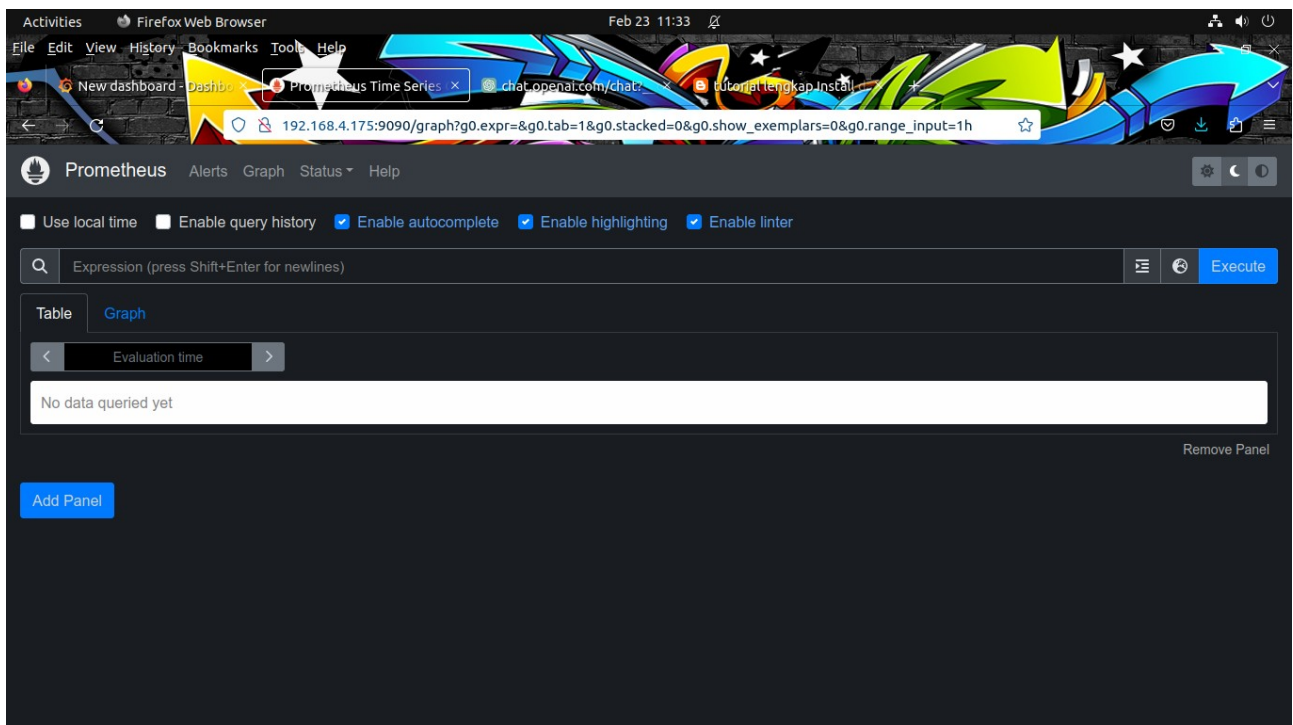 Activities Firefox Web Browser Feb 23 11:33
File Edit View History Bookmarks Tools Help
New dashboard - Dashbo Prometheus Time Series chat.openai.com/chat? tutorial lengkap Install
192.168.4.175:9090/graph?g0.expr=&g0.tab=1&g0.stacked=0&g0.show_exemplars=0&g0.range_input=1h
Prometheus Alerts Graph Status Help
Use local time Enable query history Enable autocomplete Enable highlighting Enable linter
Expression (press Shift+Enter for newlines) Execute
Table Graph
Evaluation time
No data queried yet
Remove Panel
Add Panel